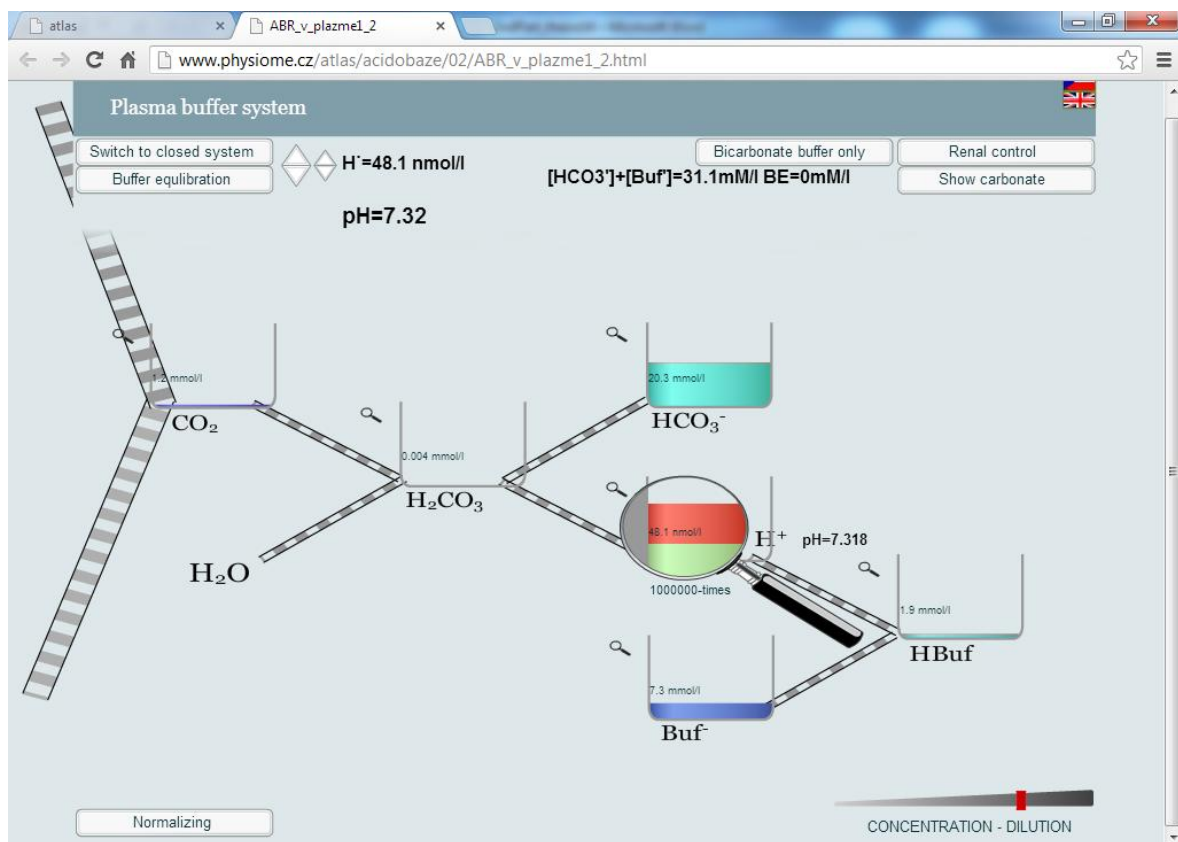 atlas
ABR_v_plazme1_2
www.physiome.cz/atlas/acidobaze/02/ABR_v_plazme1_2.html
Plasma buffer system
Switch to closed system
Buffer equlibration
H˙=48.1 nmol/l
pH=7.32
Bicarbonate buffer only
Renal control
[HCO3']+[Buf']=31.1mM/l BE=0mM/l
Show carbonate
1.2 mmol/l
CO₂
20.3 mmol/l
HCO₃⁻
0.004 mmol/l
H₂CO₃
H₂O
48.1 nmol/l
H⁺ pH=7.318
1000000-times
1.9 mmol/l
HBuf
7.3 mmol/l
Buf⁻
Normalizing
CONCENTRATION - DILUTION